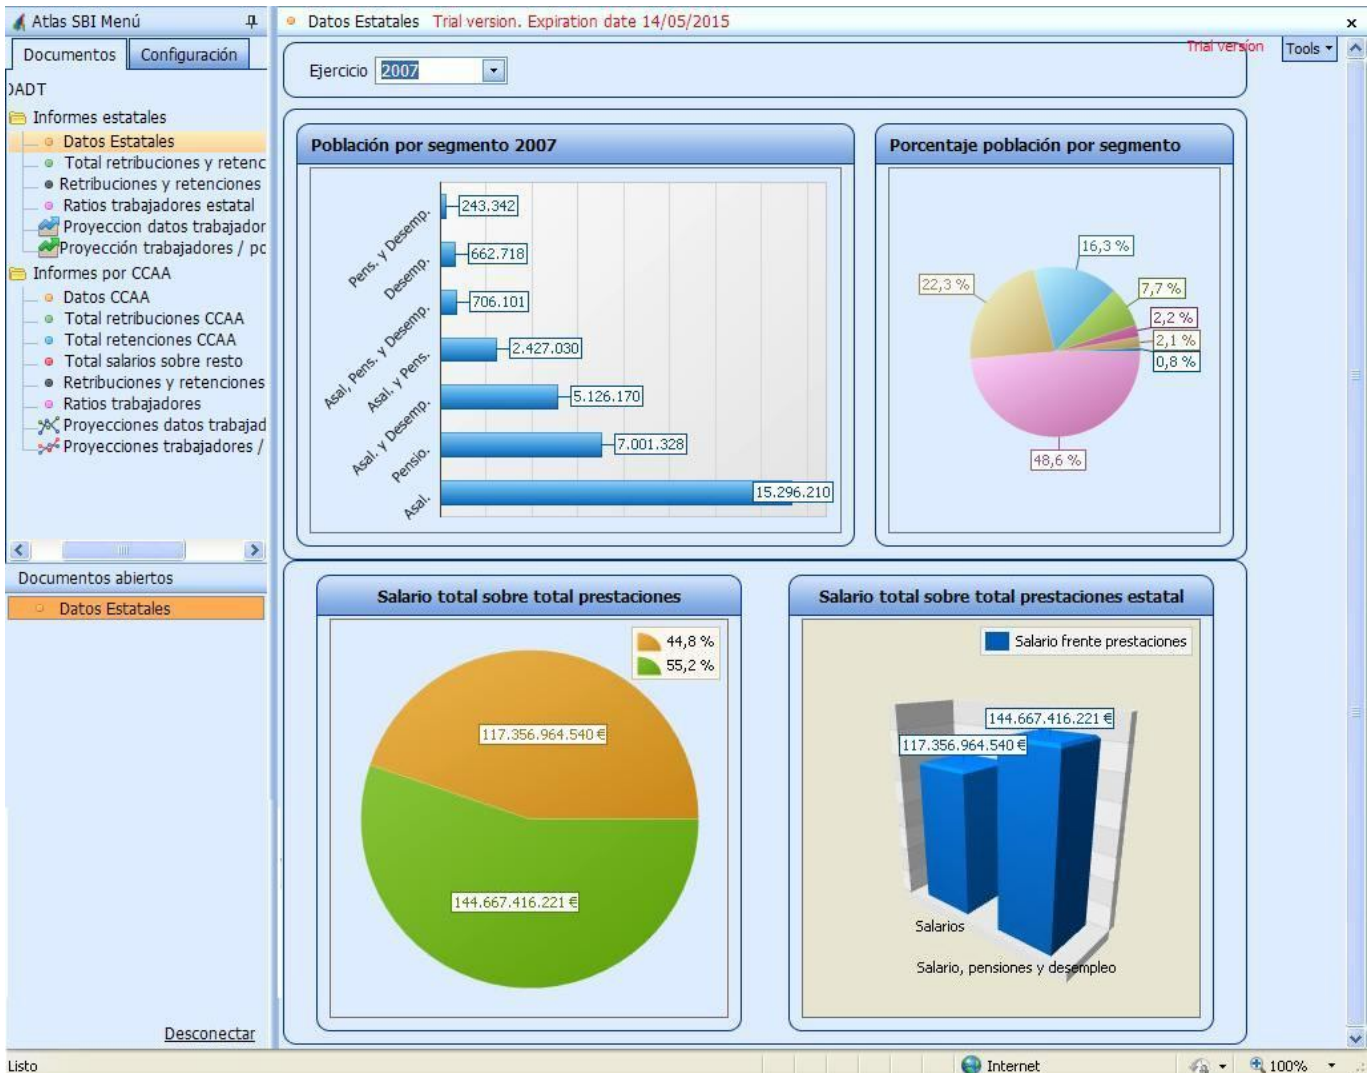 Atlas SBI Menú
Documentos Configuración
)ADT
Informes estatales
Datos Estatales
Total retribuciones y retenc
Retribuciones y retenciones
Ratios trabajadores estatal
Proyeccion datos trabajador
Proyección trabajadores / pc
Informes por CCAA
Datos CCAA
Total retribuciones CCAA
Total retenciones CCAA
Total salarios sobre resto
Retribuciones y retenciones
Ratios trabajadores
Proyecciones datos trabajad
Proyecciones trabajadores /
Documentos abiertos
Datos Estatales
Desconectar
Datos Estatales Trial version. Expiration date 14/05/2015
x
Trial version
Tools
Ejercicio 2007
Población por segmento 2007
Pens. y Desemp.
243.342
Desemp.
662.718
Asal, Pens. y Desemp.
706.101
Asal. y Pens.
2.427.030
Asal. y Desemp.
5.126.170
Pensio.
7.001.328
Asal.
15.296.210
Porcentaje población por segmento
16,3 %
22,3 %
7,7 %
2,2 %
2,1 %
0,8 %
48,6 %
Salario total sobre total prestaciones
44,8 %
55,2 %
117.356.964.540 €
144.667.416.221 €
Salario total sobre total prestaciones estatal
Salario frente prestaciones
144.667.416.221 €
117.356.964.540 €
Salarios
Salario, pensiones y desempleo
Listo
Internet
100%